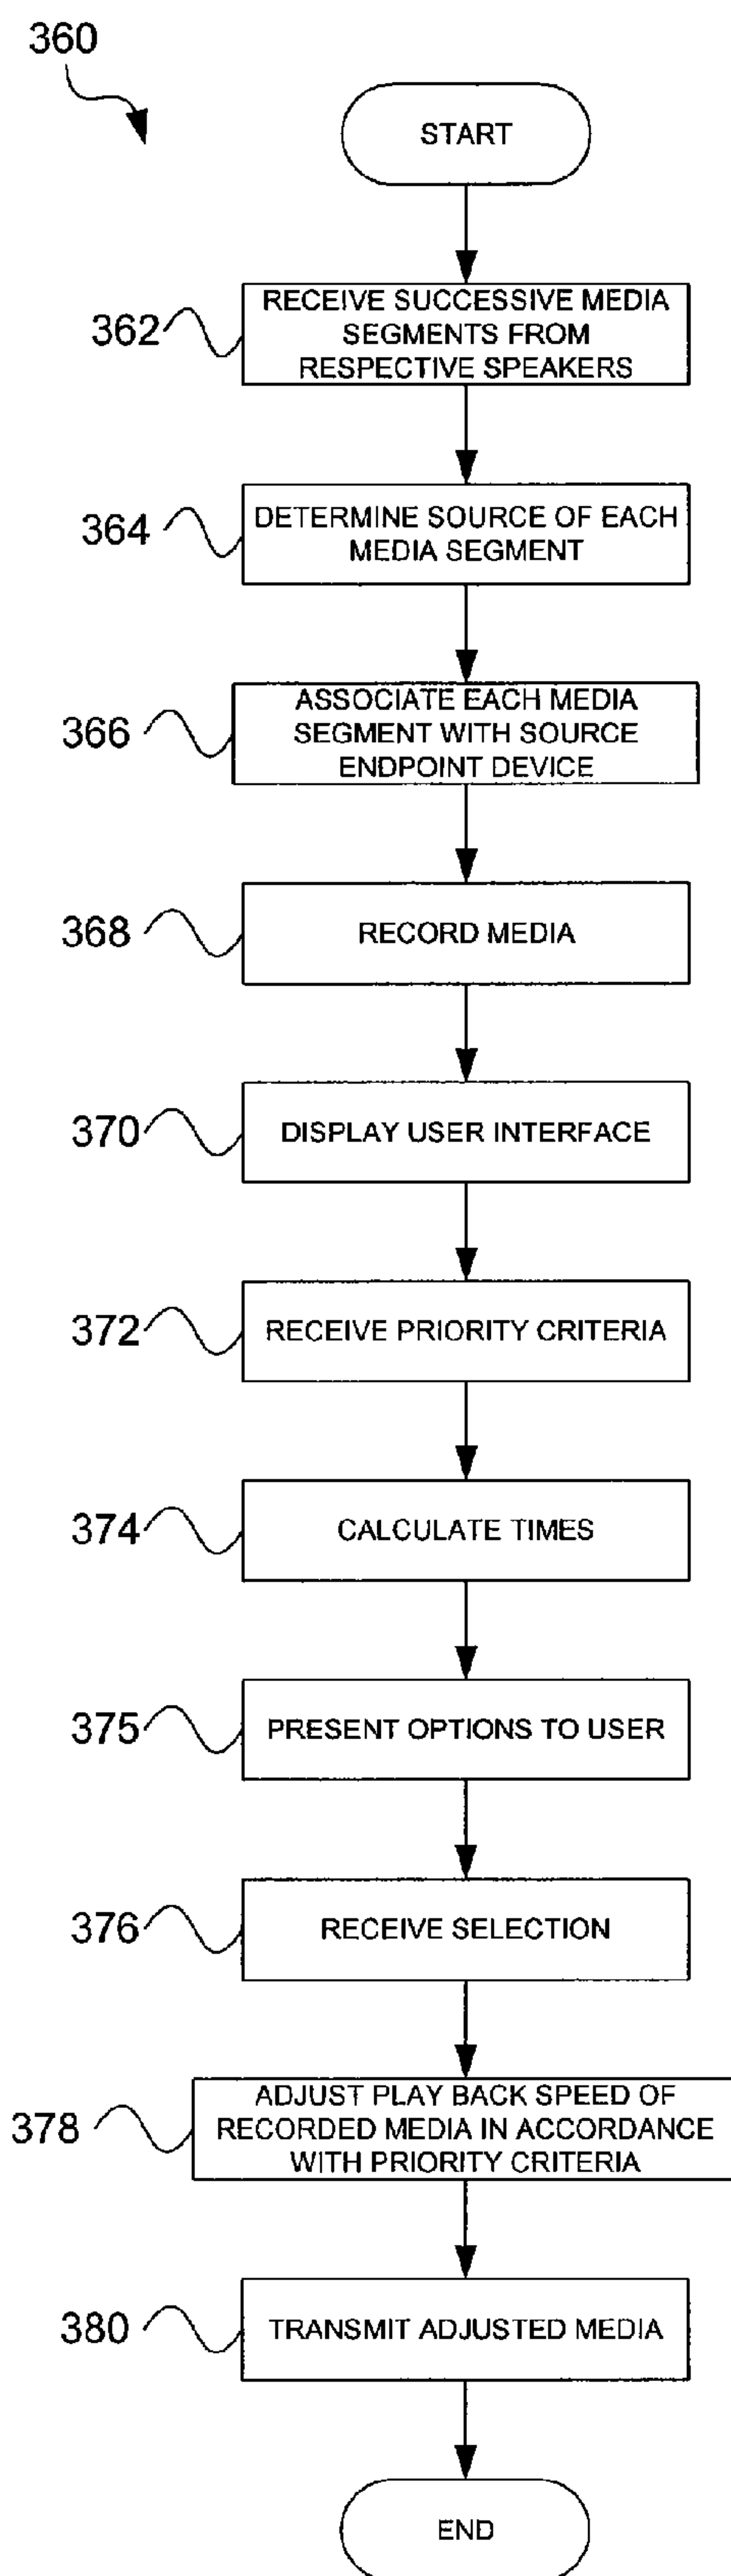 360
START
362
RECEIVE SUCCESSIVE MEDIA
SEGMENTS FROM
RESPECTIVE SPEAKERS
364
DETERMINE SOURCE OF EACH
MEDIA SEGMENT
366
ASSOCIATE EACH MEDIA
SEGMENT WITH SOURCE
ENDPOINT DEVICE
368
RECORD MEDIA
370
DISPLAY USER INTERFACE
372
RECEIVE PRIORITY CRITERIA
374
CALCULATE TIMES
375
PRESENT OPTIONS TO USER
376
RECEIVE SELECTION
378
ADJUST PLAY BACK SPEED OF
RECORDED MEDIA IN ACCORDANCE
WITH PRIORITY CRITERIA
380
TRANSMIT ADJUSTED MEDIA
END